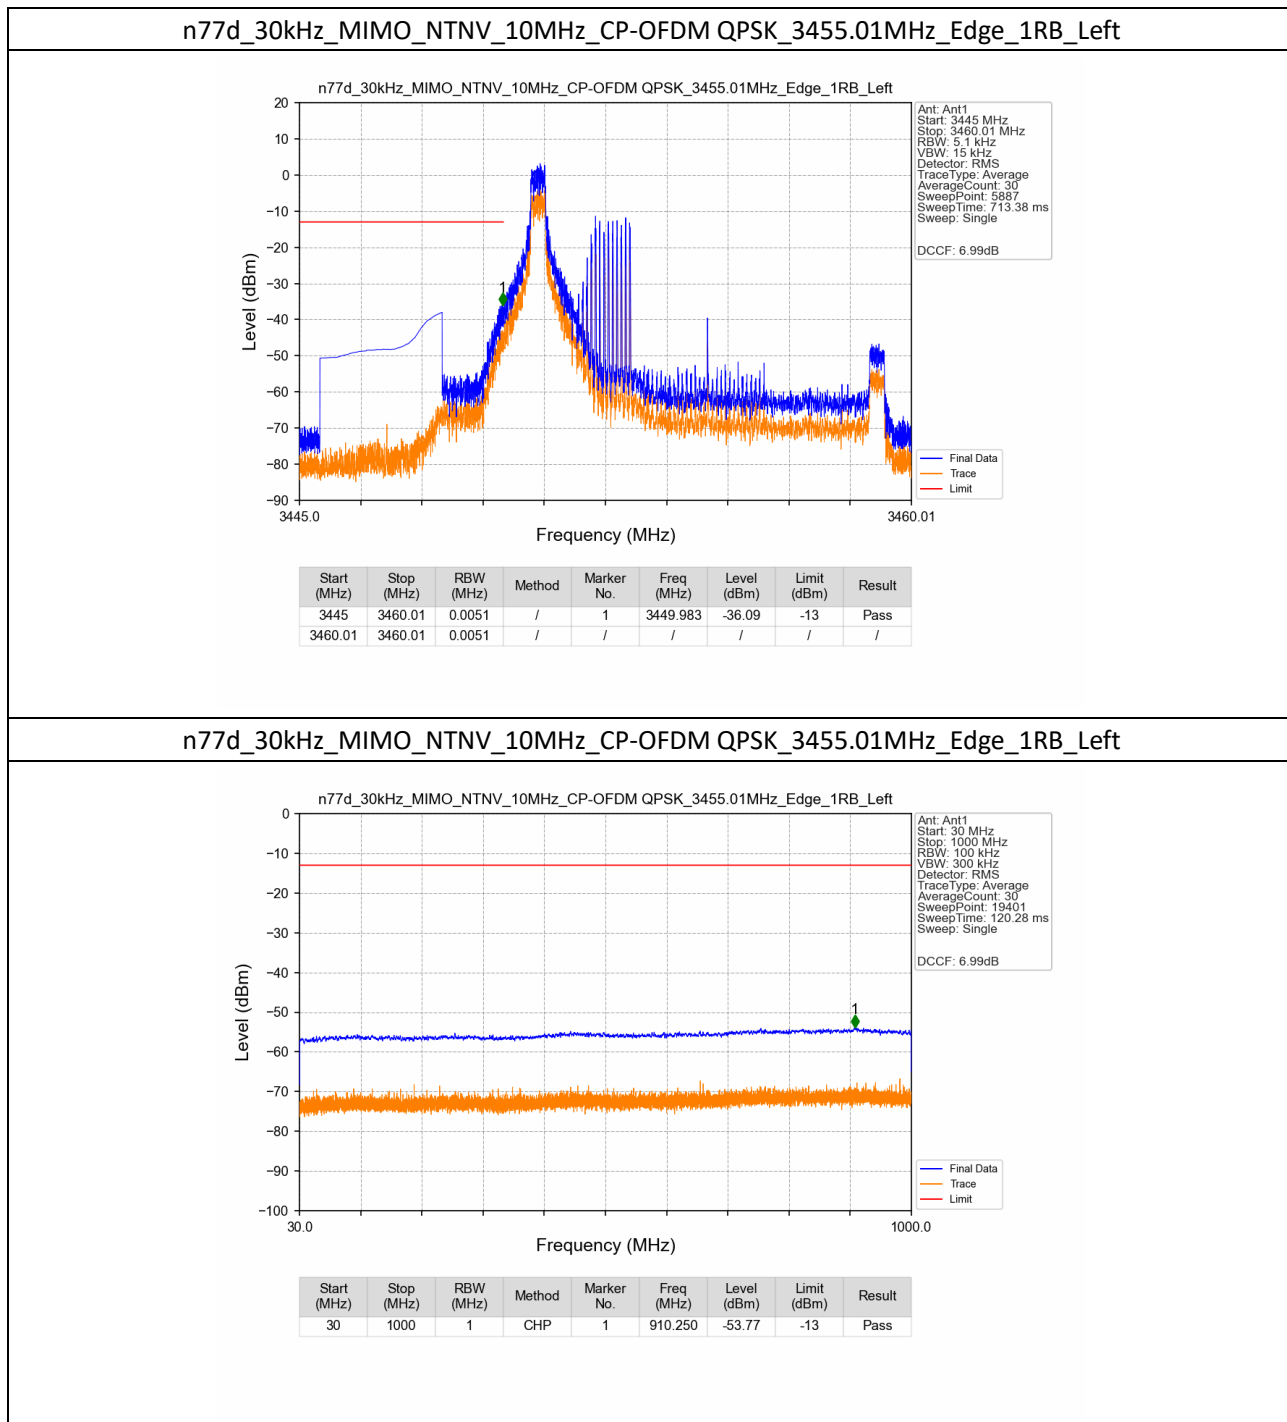 n77d_30kHz_MIMO_NTNV_10MHz_CP-OFDM QPSK_3455.01MHz_Edge_1RB_Left
n77d_30kHz_MIMO_NTNV_10MHz_CP-OFDM QPSK_3455.01MHz_Edge_1RB_Left
20
10
0
−10
−20
−30
−40
−50
−60
−70
−80
−90
Level (dBm)
1
3445.0
3460.01
Frequency (MHz)
Ant: Ant1
Start: 3445 MHz
Stop: 3460.01 MHz
RBW: 5.1 kHz
VBW: 15 kHz
Detector: RMS
TraceType: Average
AverageCount: 30
SweepPoint: 5887
SweepTime: 713.38 ms
Sweep: Single
DCCF: 6.99dB
Final Data
Trace
Limit
Start (MHz) Stop (MHz) RBW (MHz) Method Marker No. Freq (MHz) Level (dBm) Limit (dBm) Result
3445 3460.01 0.0051 / 1 3449.983 -36.09 -13 Pass
3460.01 3460.01 0.0051 / / / / / /
n77d_30kHz_MIMO_NTNV_10MHz_CP-OFDM QPSK_3455.01MHz_Edge_1RB_Left
n77d_30kHz_MIMO_NTNV_10MHz_CP-OFDM QPSK_3455.01MHz_Edge_1RB_Left
0
−10
−20
−30
−40
−50
−60
−70
−80
−90
−100
Level (dBm)
1
30.0
1000.0
Frequency (MHz)
Ant: Ant1
Start: 30 MHz
Stop: 1000 MHz
RBW: 100 kHz
VBW: 300 kHz
Detector: RMS
TraceType: Average
AverageCount: 30
SweepPoint: 19401
SweepTime: 120.28 ms
Sweep: Single
DCCF: 6.99dB
Final Data
Trace
Limit
Start (MHz) Stop (MHz) RBW (MHz) Method Marker No. Freq (MHz) Level (dBm) Limit (dBm) Result
30 1000 1 CHP 1 910.250 -53.77 -13 Pass